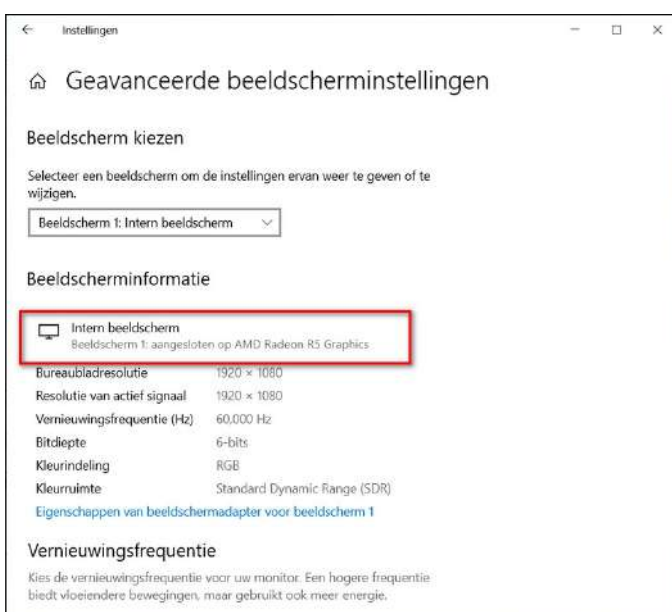 Instellingen
Geavanceerde beeldscherminstellingen
Beeldscherm kiezen
Selecteer een beeldscherm om de instellingen ervan weer te geven of te
wijzigen.
Beeldscherm 1: Intern beeldscherm
Beeldscherminformatie
Intern beeldscherm
Beeldscherm 1: aangesloten op AMD Radeon R5 Graphics
Bureaubladresolutie 1920 × 1080
Resolutie van actief signaal 1920 × 1080
Vernieuwingsfrequentie (Hz) 60,000 Hz
Bitdiepte 6-bits
Kleurindeling RGB
Kleurruimte Standard Dynamic Range (SDR)
Eigenschappen van beeldschermadapter voor beeldscherm 1
Vernieuwingsfrequentie
Kies de vernieuwingsfrequentie voor uw monitor. Een hogere frequentie
biedt vloeiendere bewegingen, maar gebruikt ook meer energie.